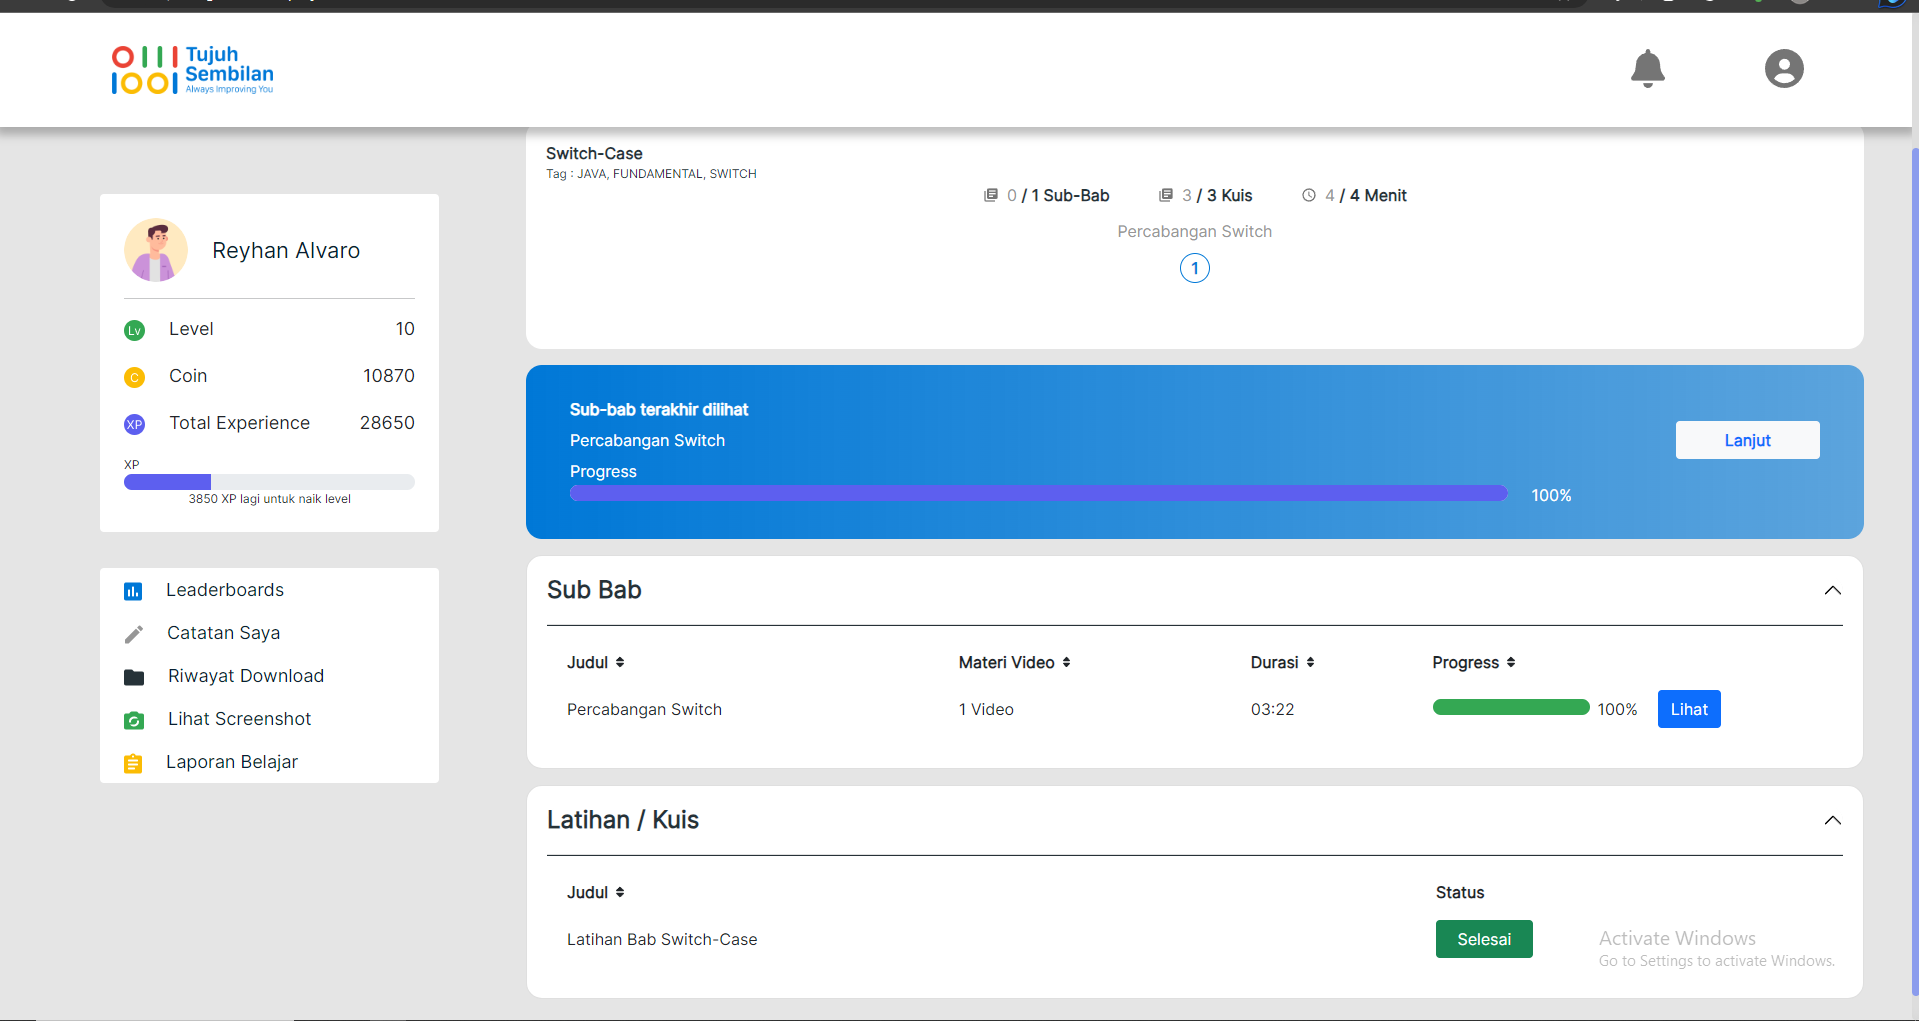 Tujuh
Sembilan
Always Improving You
Switch-Case
Tag : JAVA, FUNDAMENTAL, SWITCH
0 / 1 Sub-Bab
3 / 3 Kuis
4 / 4 Menit
Percabangan Switch
1
Reyhan Alvaro
Lv Level 10
C Coin 10870
XP Total Experience 28650
XP
3850 XP lagi untuk naik level
Leaderboards
Catatan Saya
Riwayat Download
Lihat Screenshot
Laporan Belajar
Sub-bab terakhir dilihat
Percabangan Switch
Lanjut
Progress
100%
Sub Bab
Judul Materi Video Durasi Progress
Percabangan Switch 1 Video 03:22 100% Lihat
Latihan / Kuis
Judul Status
Latihan Bab Switch-Case Selesai
Activate Windows
Go to Settings to activate Windows.